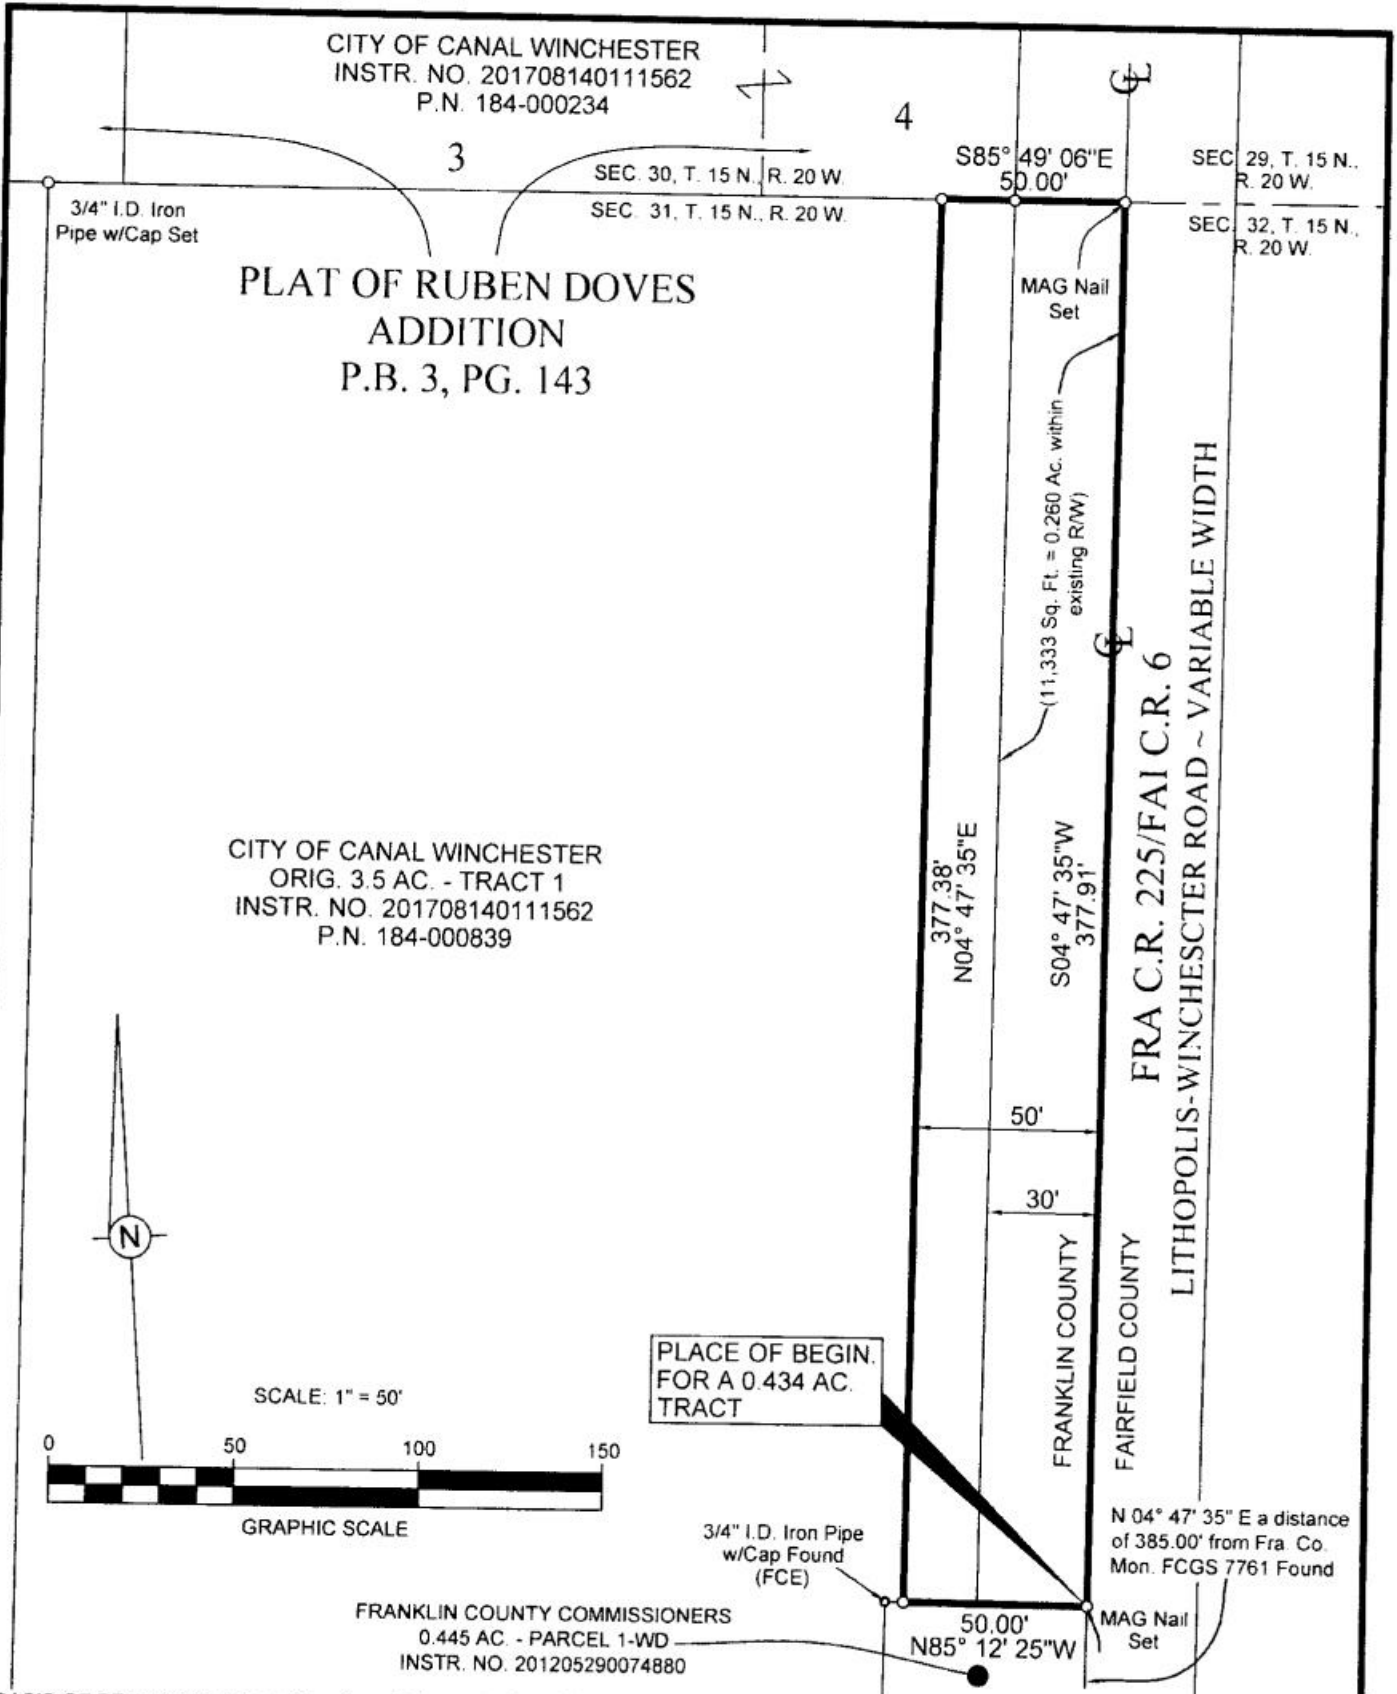 CITY OF CANAL WINCHESTER
INSTR. NO. 201708140111562
P.N. 184-000234
3
4
SEC. 30, T. 15 N., R. 20 W.
SEC. 31, T. 15 N., R. 20 W.
S85° 49' 06"E
50.00'
SEC. 29, T. 15 N.,
R. 20 W.
SEC. 32, T. 15 N.,
R. 20 W.
3/4" I.D. Iron
Pipe w/Cap Set
MAG Nail
Set
PLAT OF RUBEN DOVES
ADDITION
P.B. 3, PG. 143
(11,333 Sq. Ft. = 0.260 Ac. within
existing R/W)
CITY OF CANAL WINCHESTER
ORIG. 3.5 AC. - TRACT 1
INSTR. NO. 201708140111562
P.N. 184-000839
377.38'
N04° 47' 35"E
S04° 47' 35"W
377.91'
FRA C.R. 225/FAI C.R. 6
LITHOPOLIS-WINCHESCTER ROAD ~ VARIABLE WIDTH
50'
30'
N
FRANKLIN COUNTY
FAIRFIELD COUNTY
PLACE OF BEGIN.
FOR A 0.434 AC.
TRACT
SCALE: 1" = 50'
0 50 100 150
GRAPHIC SCALE
3/4" I.D. Iron Pipe
w/Cap Found
(FCE)
N 04° 47' 35" E a distance
of 385.00' from Fra. Co.
Mon. FCGS 7761 Found
50.00'
N85° 12' 25"W
MAG Nail
Set
FRANKLIN COUNTY COMMISSIONERS
0.445 AC. - PARCEL 1-WD
INSTR. NO. 201205290074880